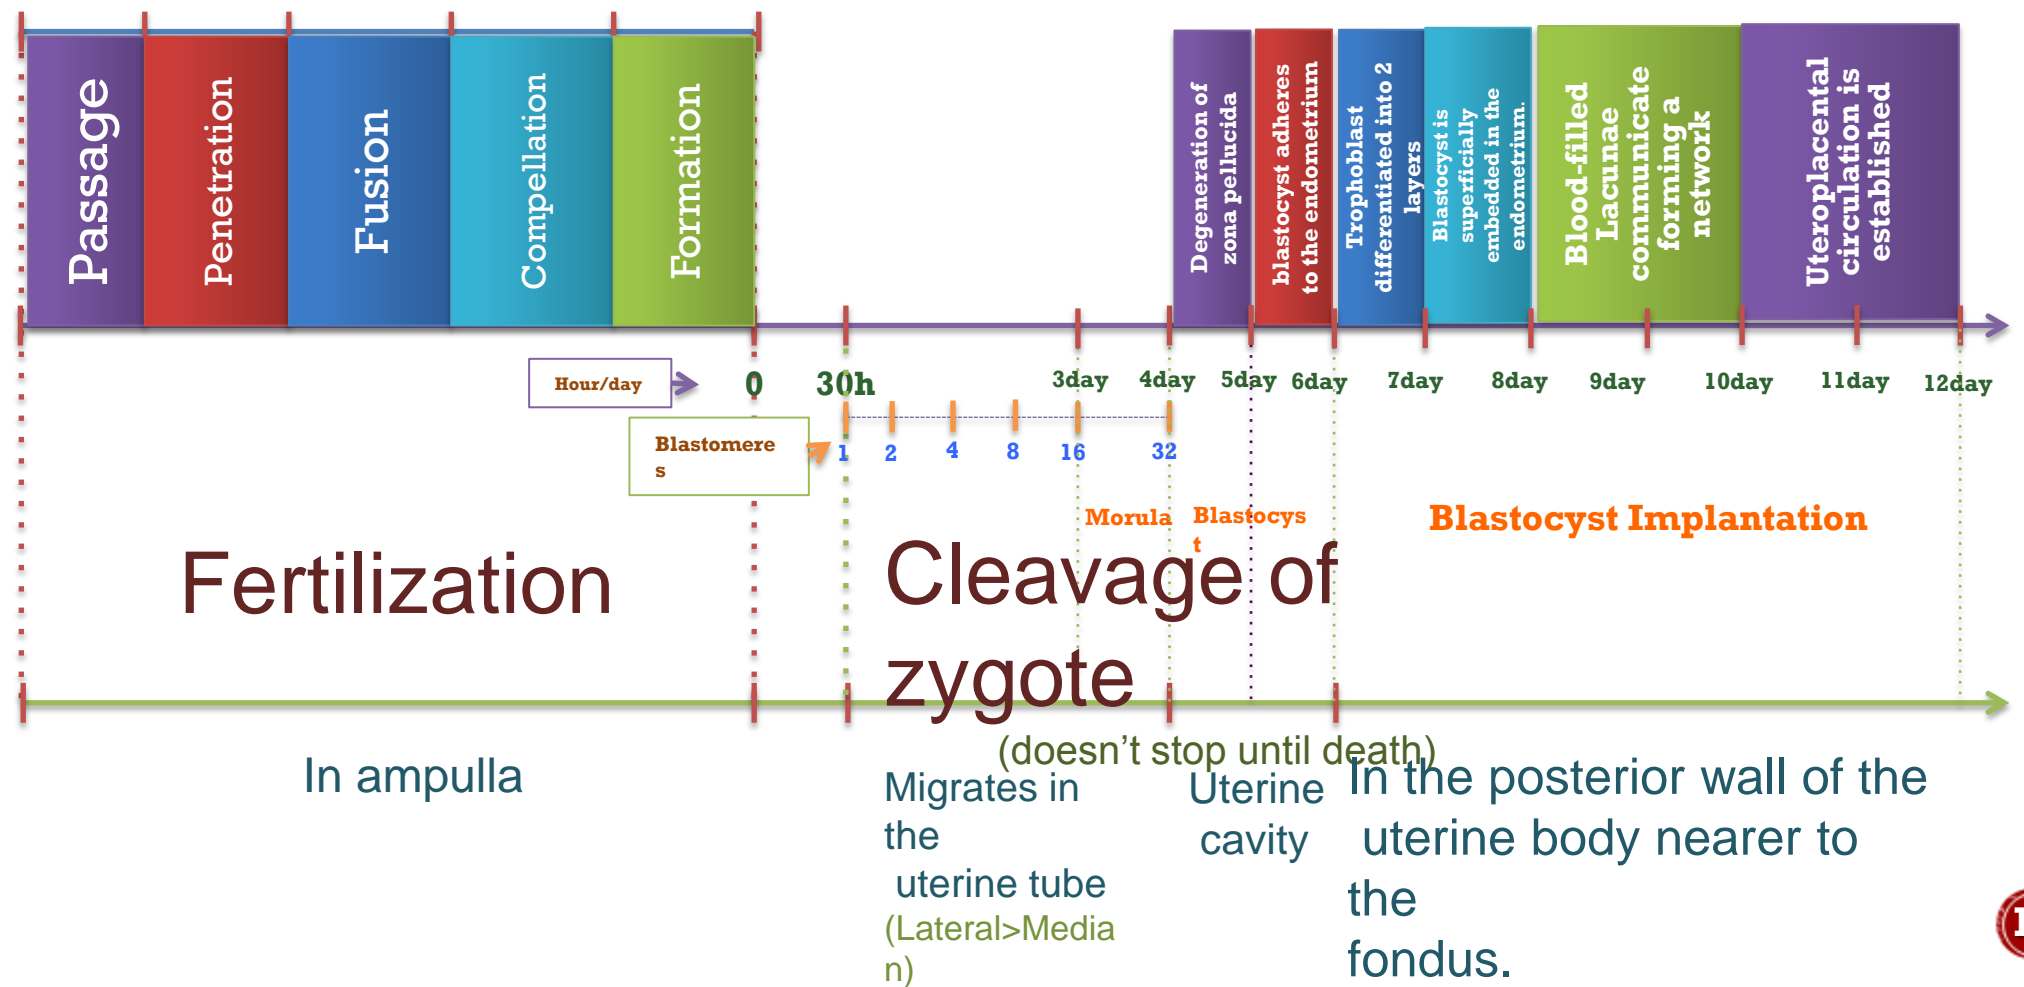 Passage
Penetration
Fusion
Compellation
Formation
Degeneration of
zona pellucida
blastocyst adheres
to the endometrium
Trophoblast
differentiated into 2
layers
Blastocyst is
superficially
embedded in the
endometrium.
Blood-filled
Lacunae
communicate
forming a
network
Uteroplacental
circulation is
established
Hour/day
0
30h
3day
4day
5day
6day
7day
8day
9day
10day
11day
12day
Blastomere
s
1
2
4
8
16
32
Morula
Blastocys
t
Blastocyst Implantation
Fertilization
Cleavage of
zygote
(doesn’t stop until death)
In ampulla
Migrates in
the
uterine tube
(Lateral>Media
n)
Uterine
cavity
In the posterior wall of the
uterine body nearer to
the
fondus.